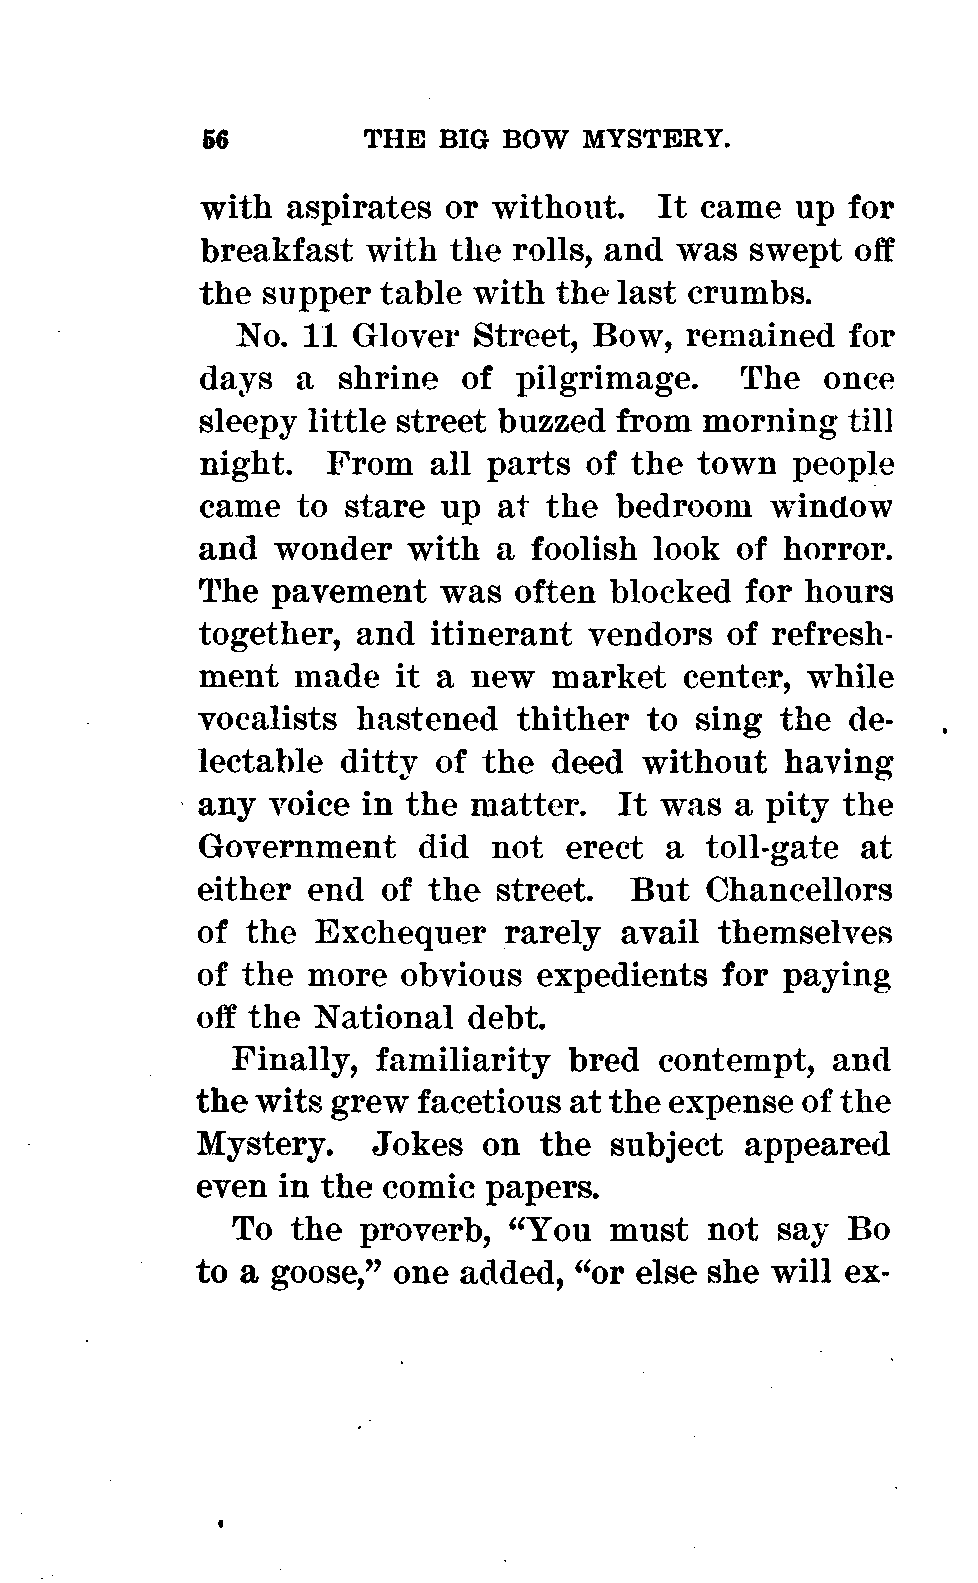 56 THE BIG BOW MYSTERY.
with aspirates or without. It came up for
breakfast with the rolls, and was swept off
the supper table with the last crumbs.
No. 11 Glover Street, Bow, remained for
days a shrine of pilgrimage. The once
sleepy little street buzzed from morning till
night. From all parts of the town people
came to stare up at the bedroom window
and wonder with a foolish look of horror.
The pavement was often blocked for hours
together, and itinerant vendors of refresh-
ment made it a new market center, while
vocalists hastened thither to sing the de-
lectable ditty of the deed without having
any voice in the matter. It was a pity the
Government did not erect a toll-gate at
either end of the street. But Chancellors
of the Exchequer rarely avail themselves
of the more obvious expedients for paying
off the National debt.
Finally, familiarity bred contempt, and
the wits grew facetious at the expense of the
Mystery. Jokes on the subject appeared
even in the comic papers.
To the proverb, “You must not say Bo
to a goose,” one added, “or else she will ex-